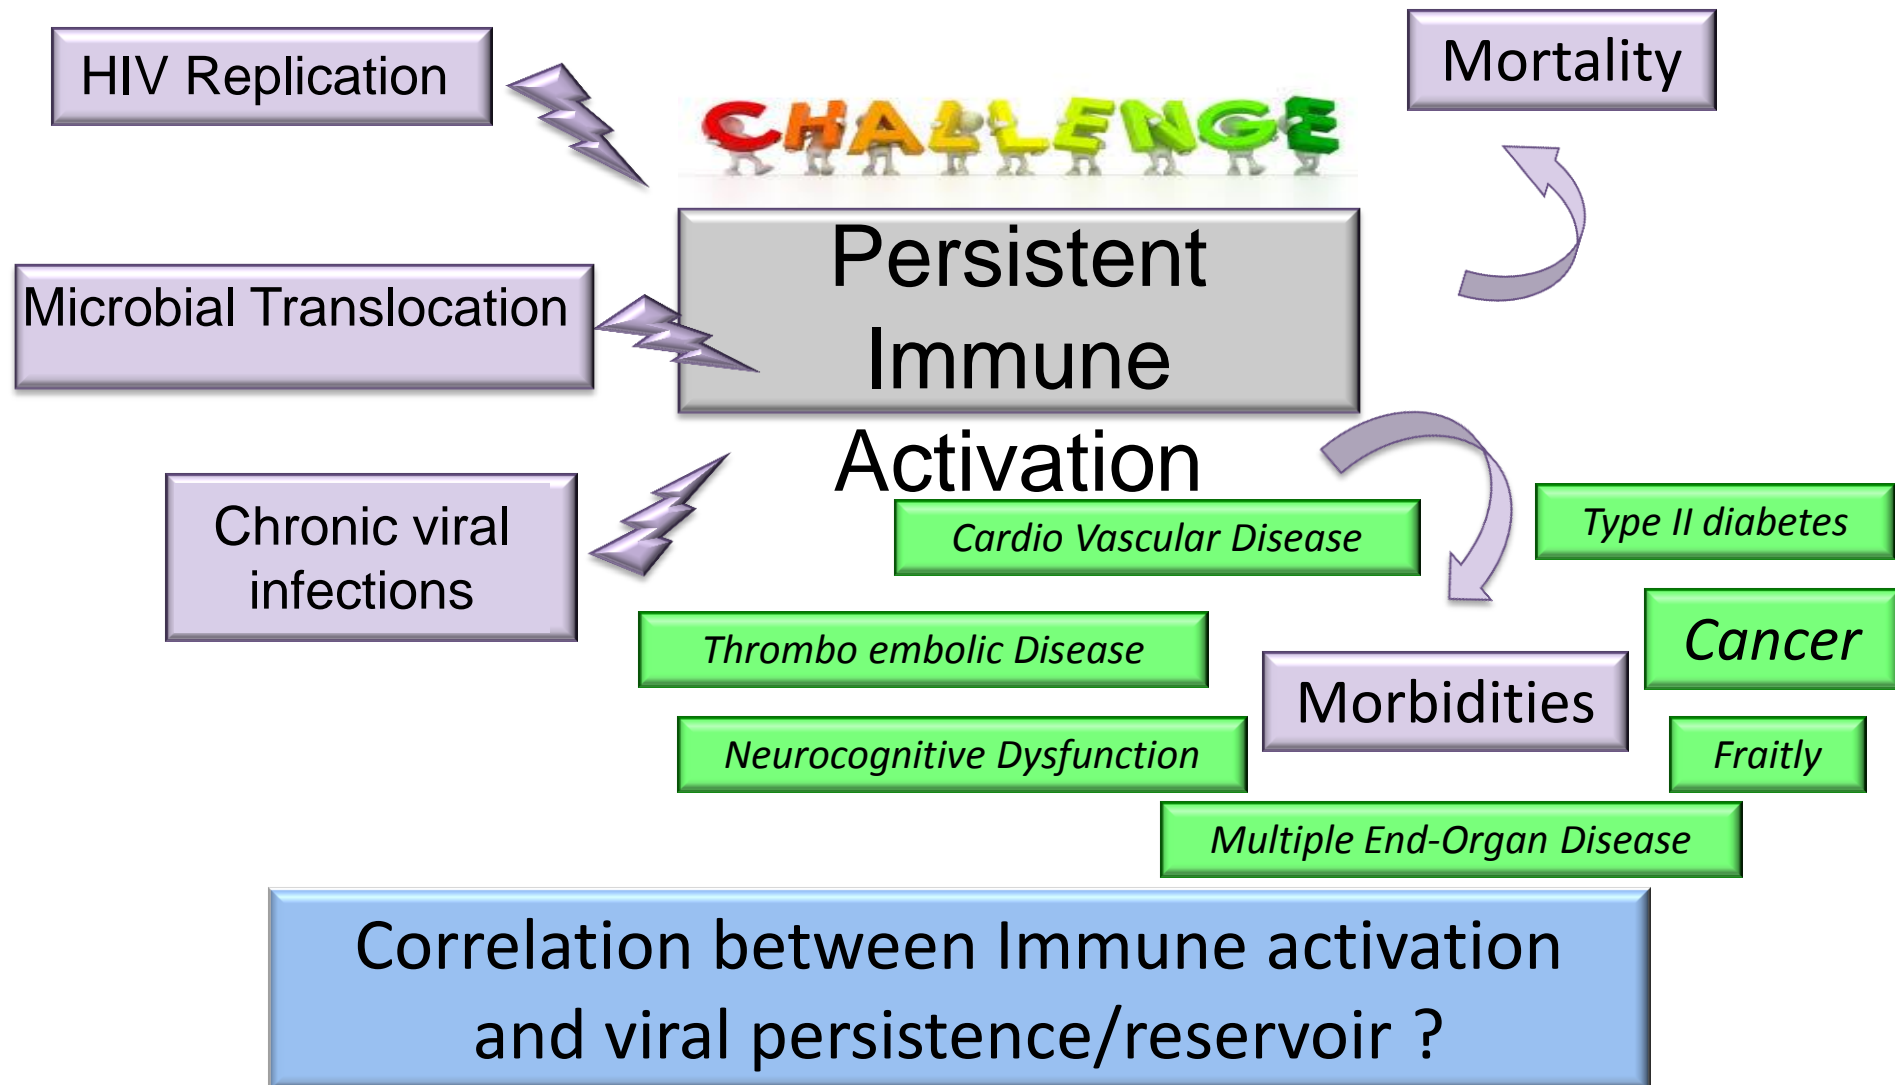 HIV Replication
CHALLENGE
Mortality
Persistent
Immune
Activation
Microbial Translocation
Chronic viral
infections
Cardio Vascular Disease
Type II diabetes
Thrombo embolic Disease
Cancer
Morbidities
Neurocognitive Dysfunction
Fraitly
Multiple End-Organ Disease
Correlation between Immune activation
and viral persistence/reservoir ?